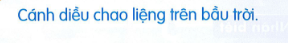 Cánh diều chao liệng trên bầu trời.